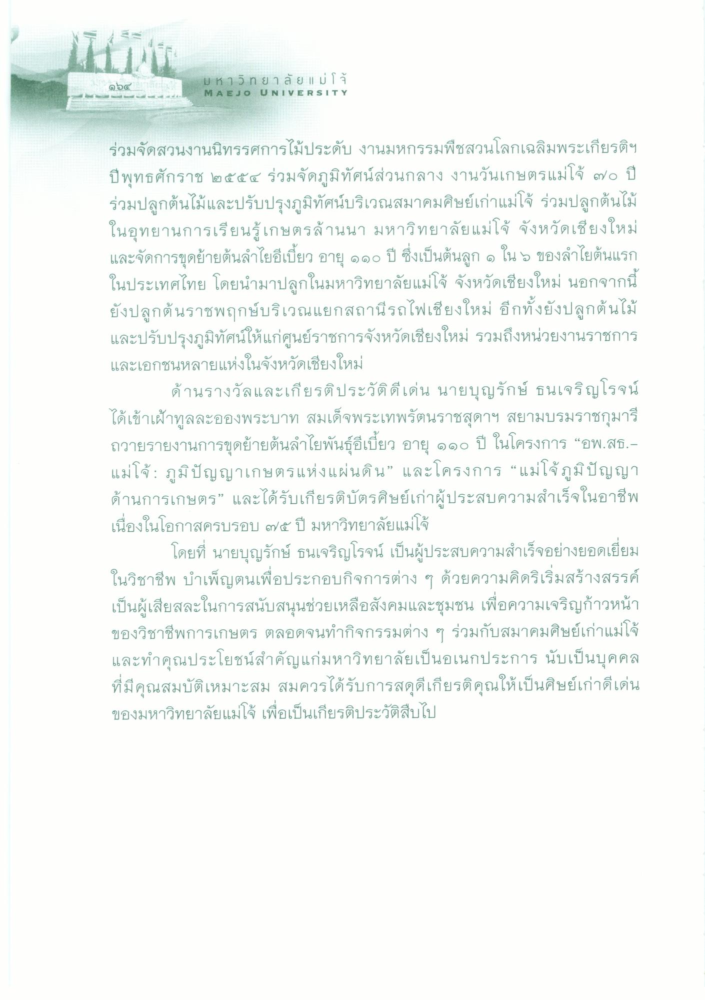 ๑๖๔
มหาวิทยาลัยแม่โจ้
MAEJO UNIVERSITY
ร่วมจัดสวนงานนิทรรศการไม้ประดับ งานมหกรรมพืชสวนโลกเฉลิมพระเกียรติฯ
ปีพุทธศักราช ๒๕๕๔ ร่วมจัดภูมิทัศน์ส่วนกลาง งานวันเกษตรแม่โจ้ ๗๐ ปี
ร่วมปลูกต้นไม้และปรับปรุงภูมิทัศน์บริเวณสมาคมศิษย์เก่าแม่โจ้ ร่วมปลูกต้นไม้
ในอุทยานการเรียนรู้เกษตรล้านนา มหาวิทยาลัยแม่โจ้ จังหวัดเชียงใหม่
และจัดการขุดย้ายต้นลำไยอีเบี้ยว อายุ ๑๑๐ ปี ซึ่งเป็นต้นลูก ๑ ใน ๖ ของลำไยต้นแรก
ในประเทศไทย โดยนำมาปลูกในมหาวิทยาลัยแม่โจ้ จังหวัดเชียงใหม่ นอกจากนี้
ยังปลูกต้นราชพฤกษ์บริเวณแยกสถานีรถไฟเชียงใหม่ อีกทั้งยังปลูกต้นไม้
และปรับปรุงภูมิทัศน์ให้แก่ศูนย์ราชการจังหวัดเชียงใหม่ รวมถึงหน่วยงานราชการ
และเอกชนหลายแห่งในจังหวัดเชียงใหม่
ด้านรางวัลและเกียรติประวัติดีเด่น นายบุญรักษ์ ธนเจริญโรจน์
ได้เข้าเฝ้าทูลละอองพระบาท สมเด็จพระเทพรัตนราชสุดาฯ สยามบรมราชกุมารี
ถวายรายงานการขุดย้ายต้นลำไยพันธุ์อีเบี้ยว อายุ ๑๑๐ ปี ในโครงการ “อพ.สธ.–
แม่โจ้: ภูมิปัญญาเกษตรแห่งแผ่นดิน” และโครงการ “แม่โจ้ภูมิปัญญา
ด้านการเกษตร” และได้รับเกียรติบัตรศิษย์เก่าผู้ประสบความสำเร็จในอาชีพ
เนื่องในโอกาสครบรอบ ๗๕ ปี มหาวิทยาลัยแม่โจ้
โดยที่ นายบุญรักษ์ ธนเจริญโรจน์ เป็นผู้ประสบความสำเร็จอย่างยอดเยี่ยม
ในวิชาชีพ บำเพ็ญตนเพื่อประกอบกิจการต่าง ๆ ด้วยความคิดริเริ่มสร้างสรรค์
เป็นผู้เสียสละในการสนับสนุนช่วยเหลือสังคมและชุมชน เพื่อความเจริญก้าวหน้า
ของวิชาชีพการเกษตร ตลอดจนทำกิจกรรมต่าง ๆ ร่วมกับสมาคมศิษย์เก่าแม่โจ้
และทำคุณประโยชน์สำคัญแก่มหาวิทยาลัยเป็นอเนกประการ นับเป็นบุคคล
ที่มีคุณสมบัติเหมาะสม สมควรได้รับการสดุดีเกียรติคุณให้เป็นศิษย์เก่าดีเด่น
ของมหาวิทยาลัยแม่โจ้ เพื่อเป็นเกียรติประวัติสืบไป